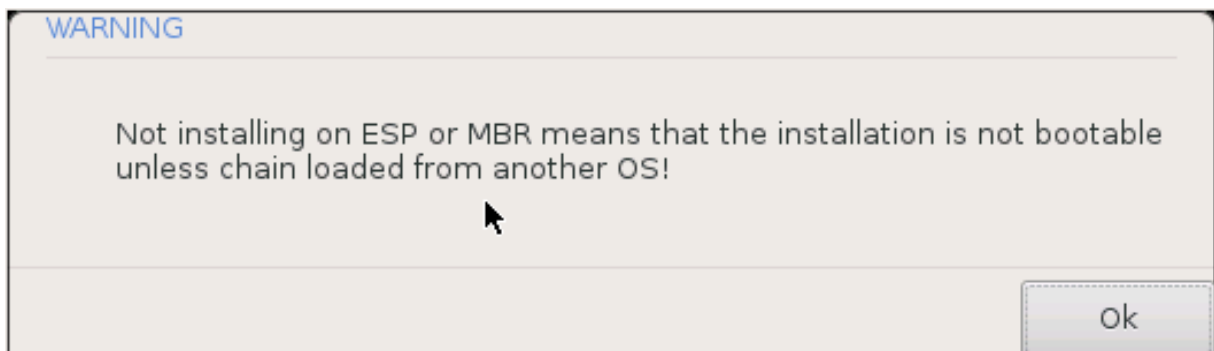 WARNING
Not installing on ESP or MBR means that the installation is not bootable
unless chain loaded from another OS!
Ok